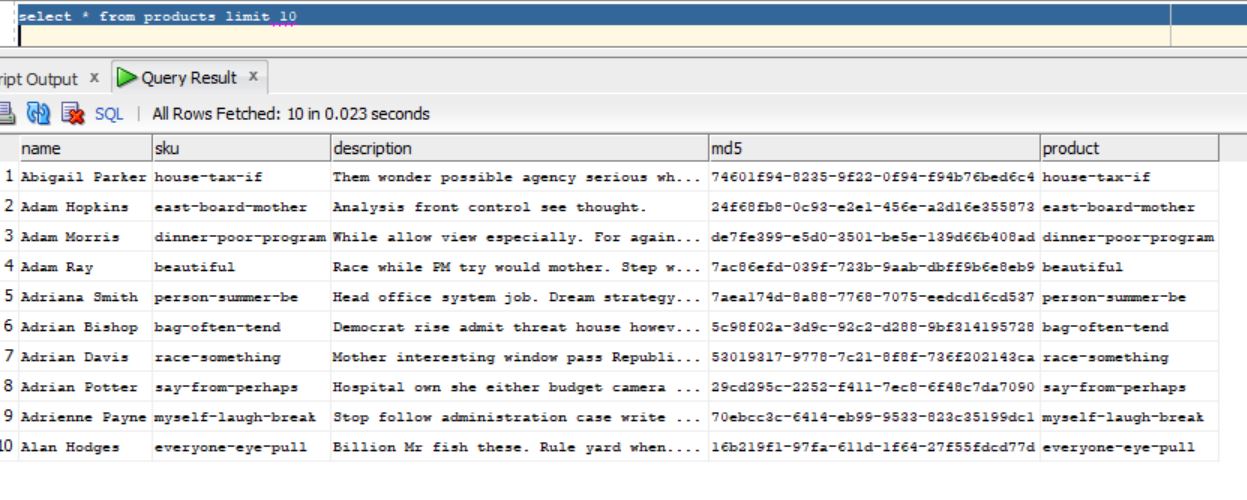 select * from products limit 10
ript Output x Query Result x
SQL | All Rows Fetched: 10 in 0.023 seconds
name sku description md5 product
1 Abigail Parker house-tax-if Them wonder possible agency serious wh... 74601f94-8235-9f22-0f94-f94b76bed6c4 house-tax-if
2 Adam Hopkins east-board-mother Analysis front control see thought. 24f68fb8-0c93-e2e1-456e-a2d16e355873 east-board-mother
3 Adam Morris dinner-poor-program While allow view especially. For again... de7fe399-e5d0-3501-be5e-139d66b408ad dinner-poor-program
4 Adam Ray beautiful Race while PM try would mother. Step w... 7ac86efd-039f-723b-9aab-dbff9b6e8eb9 beautiful
5 Adriana Smith person-summer-be Head office system job. Dream strategy... 7aea174d-8a88-7768-7075-eedcd16cd537 person-summer-be
6 Adrian Bishop bag-often-tend Democrat rise admit threat house howev... 5c98f02a-3d9c-92c2-d288-9bf314195728 bag-often-tend
7 Adrian Davis race-something Mother interesting window pass Republi... 53019317-9778-7c21-8f8f-736f202143ca race-something
8 Adrian Potter say-from-perhaps Hospital own she either budget camera ... 29cd295c-2252-f411-7ec8-6f48c7da7090 say-from-perhaps
9 Adrienne Payne myself-laugh-break Stop follow administration case write ... 70ebcc3c-6414-eb99-9533-823c35199dc1 myself-laugh-break
10 Alan Hodges everyone-eye-pull Billion Mr fish these. Rule yard when.... 16b219f1-97fa-611d-1f64-27f55fdcd77d everyone-eye-pull